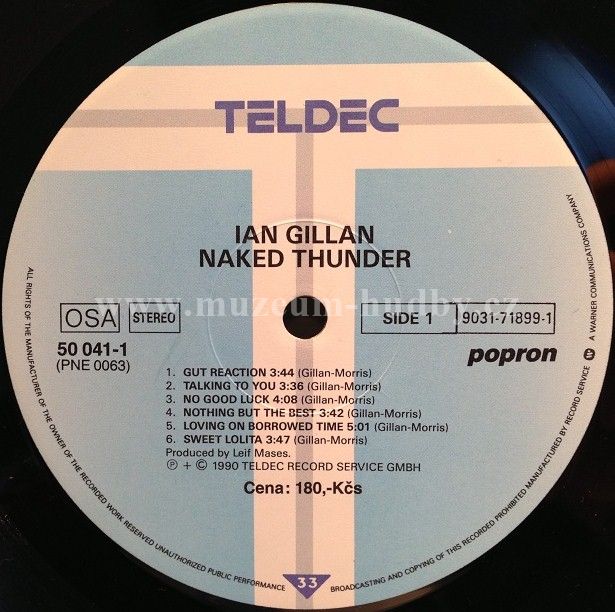 TELDEC
IAN GILLAN
NAKED THUNDER
www.muzeum-hudby.cz
OSA STEREO
SIDE 1 9031-71899-1
50 041-1
(PNE 0063)
popron
1. GUT REACTION 3:44 (Gillan-Morris)
2. TALKING TO YOU 3:36 (Gillan-Morris)
3. NO GOOD LUCK 4:08 (Gillan-Morris)
4. NOTHING BUT THE BEST 3:42 (Gillan-Morris)
5. LOVING ON BORROWED TIME 5:01 (Gillan-Morris)
6. SWEET LOLITA 3:47 (Gillan-Morris)
Produced by Leif Mases.
Ⓟ + © 1990 TELDEC RECORD SERVICE GMBH
Cena: 180,-Kčs
ALL RIGHTS OF THE MANUFACTURER OF THE OWNER OF THE RECORDED WORK RESERVED UNAUTHORIZED PUBLIC PERFORMANCE
33
BROADCASTING AND COPYING OF THIS RECORD PROHIBITED MANUFACTURED BY RECORD SERVICE A WARNER COMMUNICATIONS COMPANY